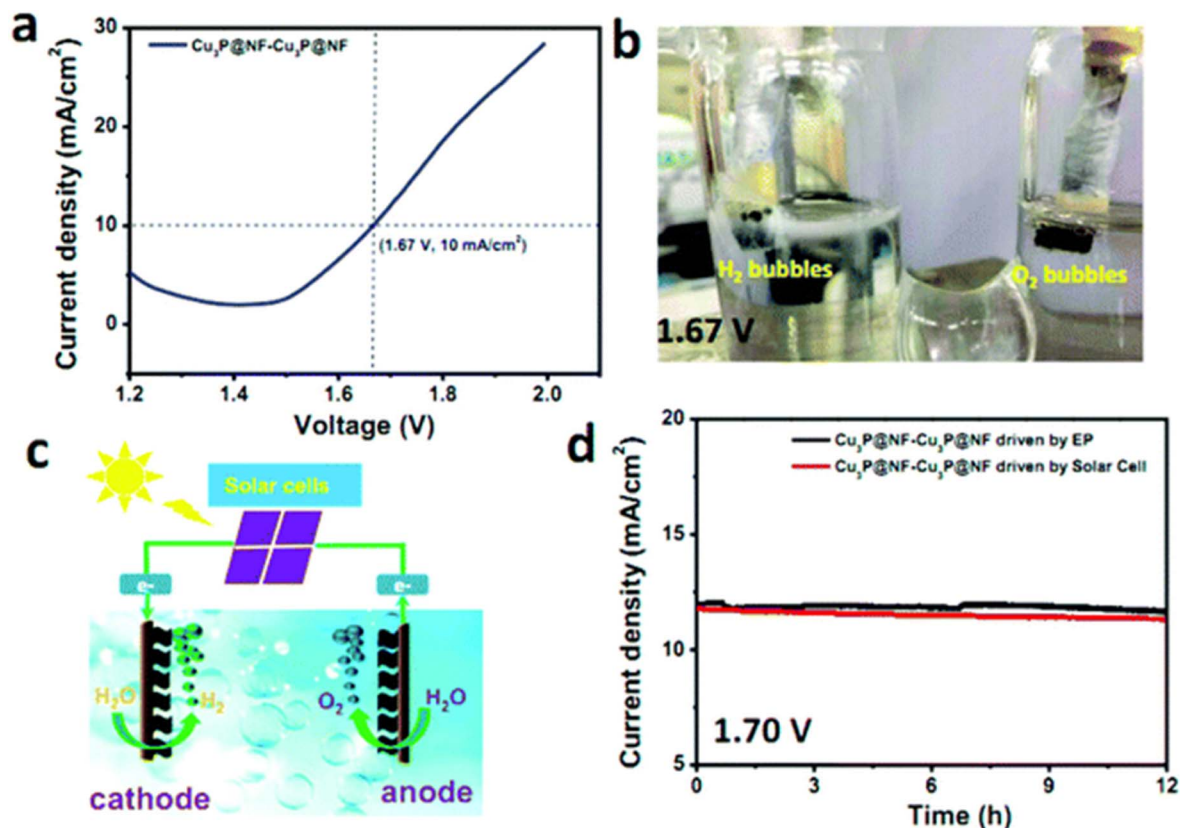 a
30
20
10
0
Current density (mA/cm²)
Cu₃P@NF-Cu₃P@NF
(1.67 V, 10 mA/cm²)
1.2 1.4 1.6 1.8 2.0
Voltage (V)
b
H₂ bubbles
O₂ bubbles
1.67 V
c
Solar cells
e-
e-
H₂O
H₂
O₂
H₂O
cathode
anode
d
20
15
10
5
Current density (mA/cm²)
Cu₃P@NF-Cu₃P@NF driven by EP
Cu₃P@NF-Cu₃P@NF driven by Solar Cell
1.70 V
0 3 6 9 12
Time (h)